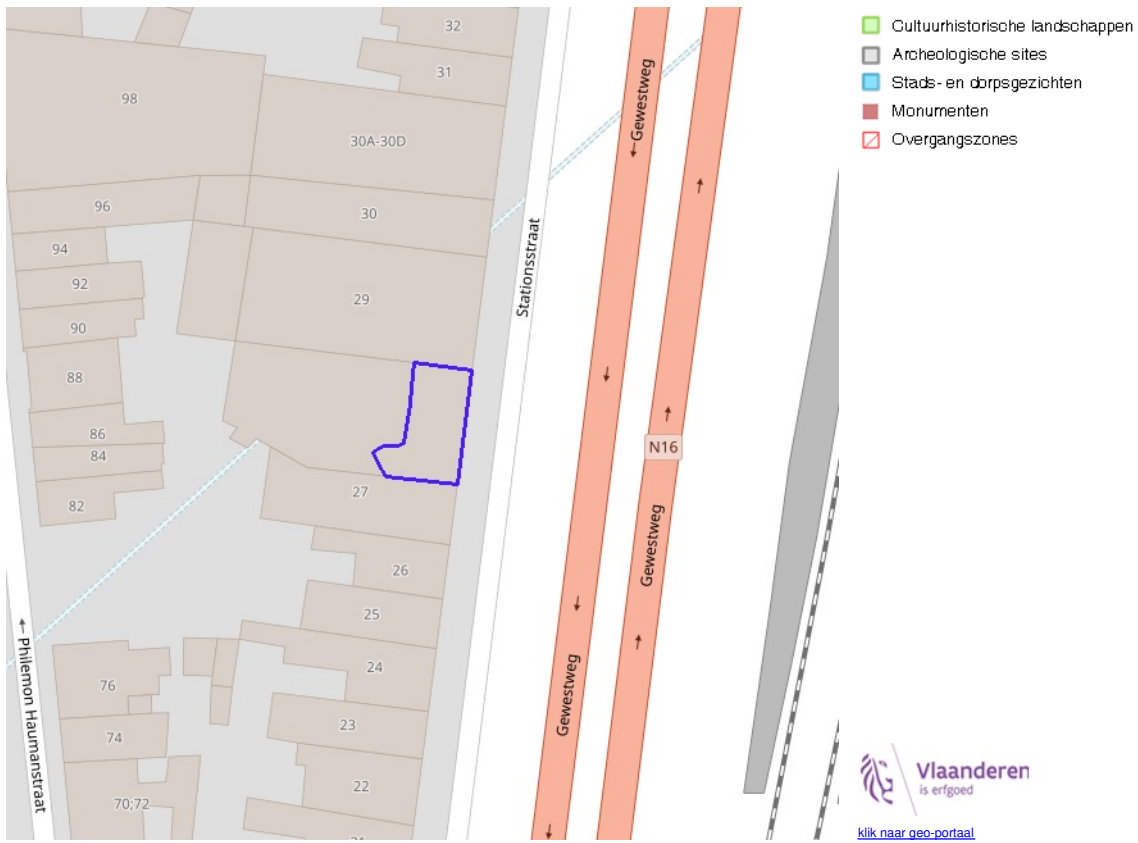 32
31
98
30A-30D
96
30
94
92
29
90
88
86
84
82
27
26
25
24
76
23
74
22
70;72
Stationsstraat
Gewestweg
N16
Gewestweg
Gewestweg
Philemon Haumanstraat
Cultuurhistorische landschappen
Archeologische sites
Stads- en dorpsgezichten
Monumenten
Overgangszones
Vlaanderen
is erfgoed
klik naar geo-portaal